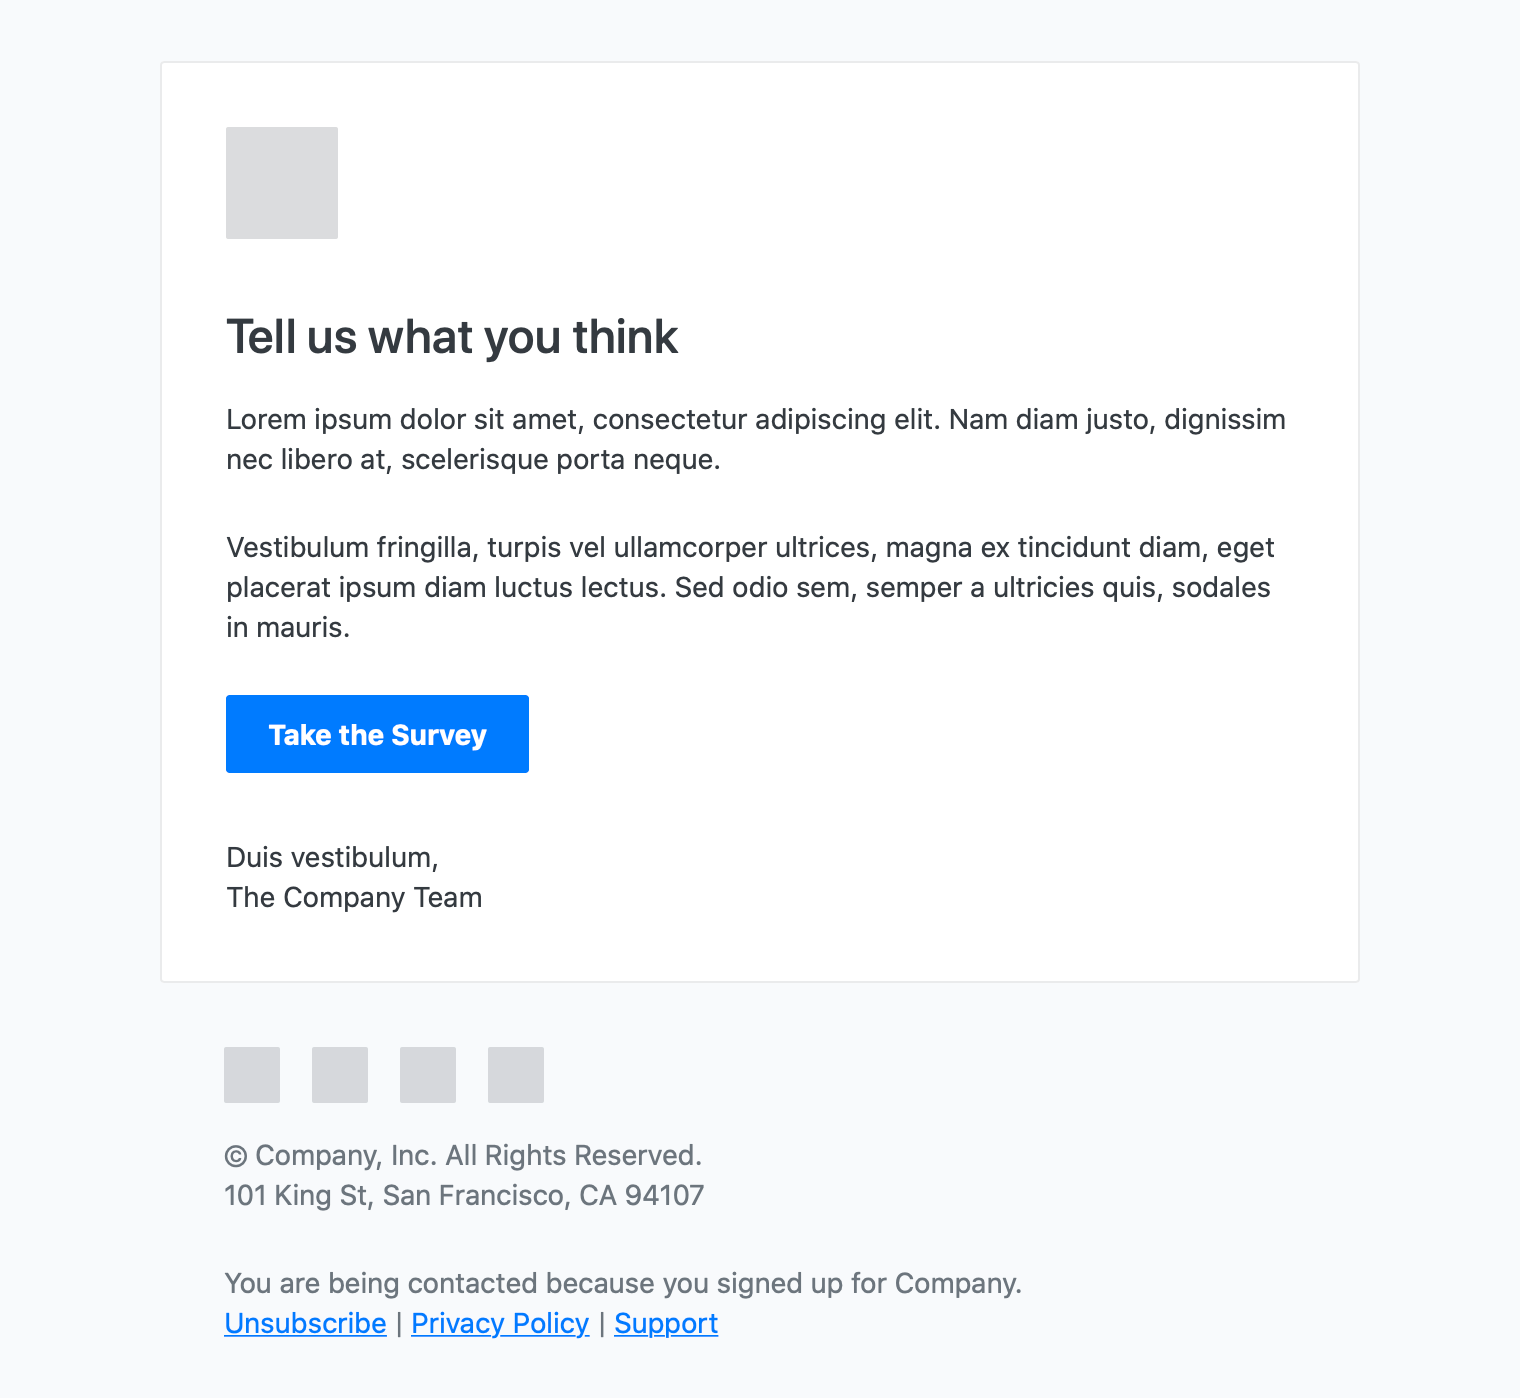 Tell us what you think
Lorem ipsum dolor sit amet, consectetur adipiscing elit. Nam diam justo, dignissim
nec libero at, scelerisque porta neque.
Vestibulum fringilla, turpis vel ullamcorper ultrices, magna ex tincidunt diam, eget
placerat ipsum diam luctus lectus. Sed odio sem, semper a ultricies quis, sodales
in mauris.
Take the Survey
Duis vestibulum,
The Company Team
© Company, Inc. All Rights Reserved.
101 King St, San Francisco, CA 94107
You are being contacted because you signed up for Company.
Unsubscribe | Privacy Policy | Support